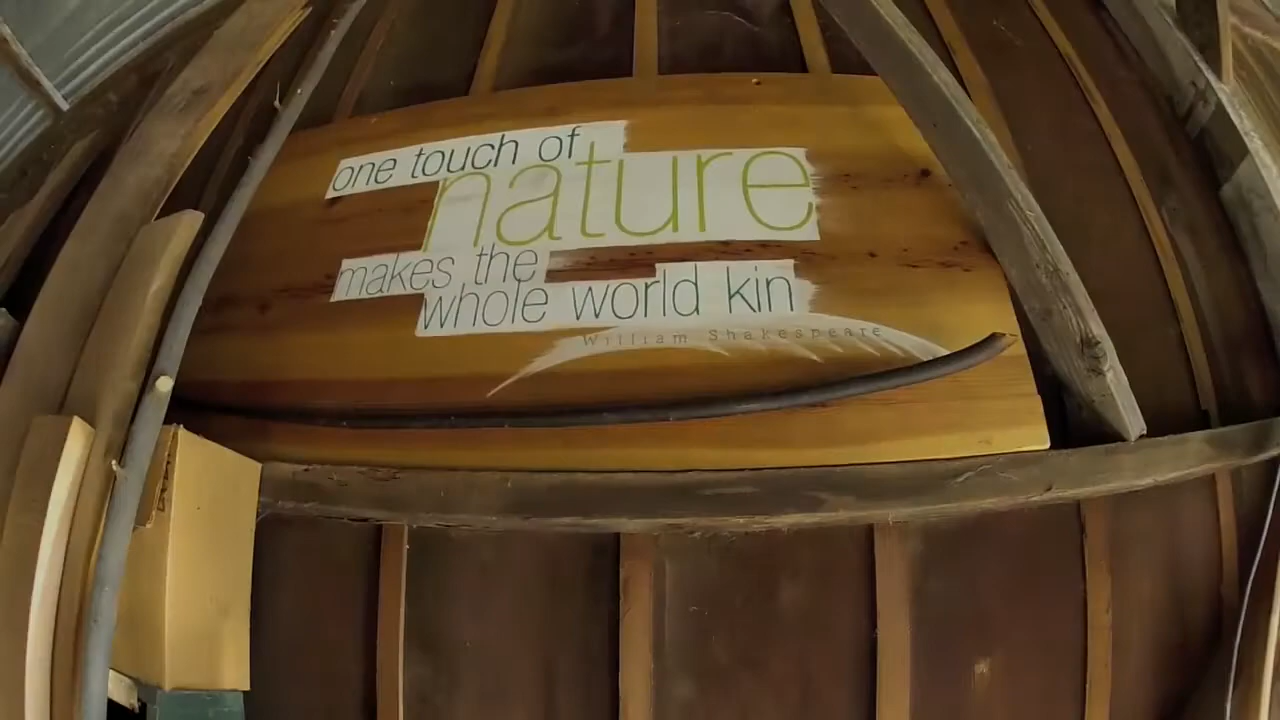 one touch of
nature
makes the
whole world kin
William Shakespeare